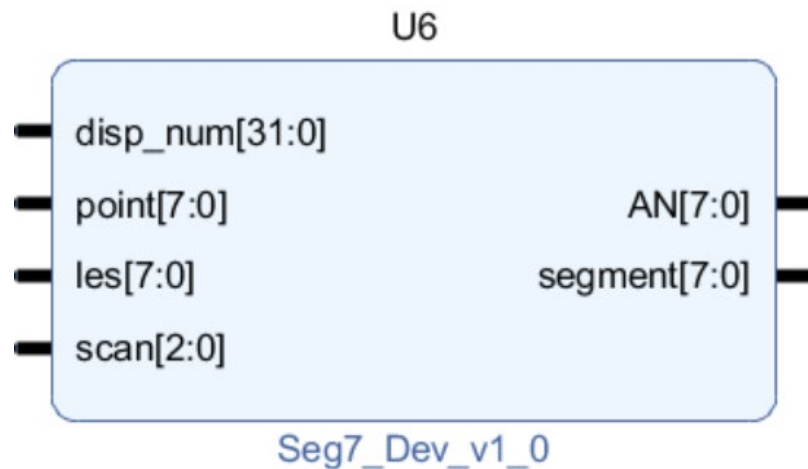 U6
disp_num[31:0]
point[7:0]
les[7:0]
scan[2:0]
AN[7:0]
segment[7:0]
Seg7_Dev_v1_0